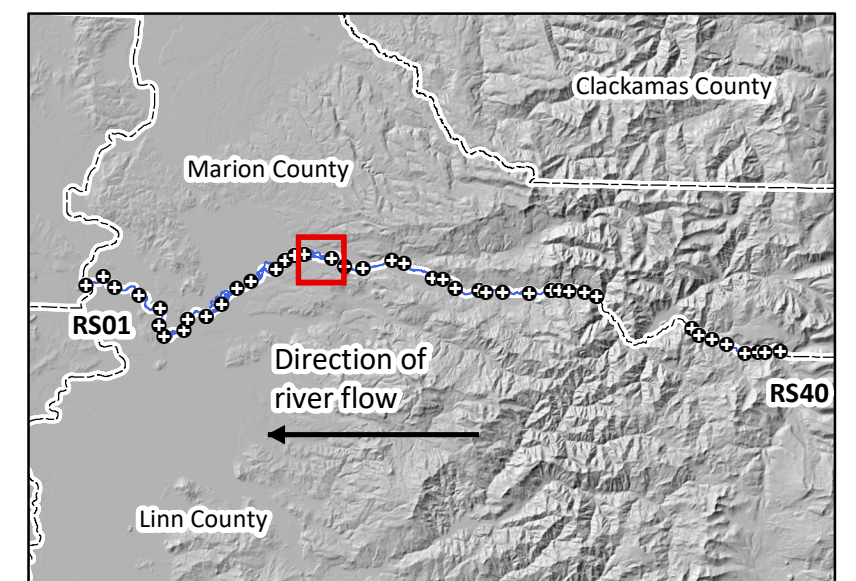 Clackamas County
Marion County
RS01
Direction of
river flow
RS40
Linn County